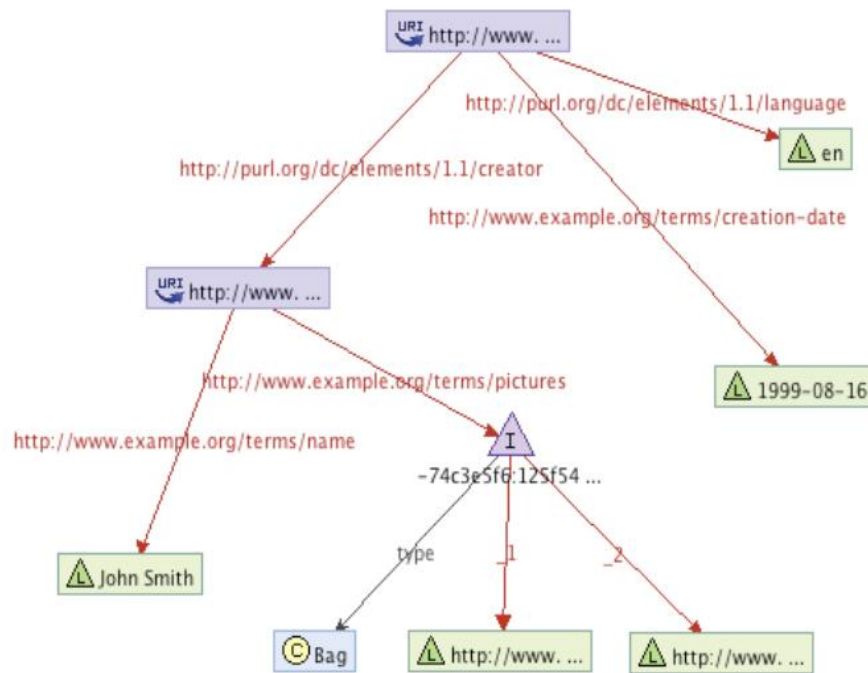 URI http://www. ...
http://purl.org/dc/elements/1.1/language
L en
http://purl.org/dc/elements/1.1/creator
http://www.example.org/terms/creation-date
URI http://www. ...
http://www.example.org/terms/pictures
L 1999-08-16
http://www.example.org/terms/name
I
-74c3e5f6:125f54 ...
type
_1
_2
L John Smith
C Bag
L http://www. ...
L http://www. ...